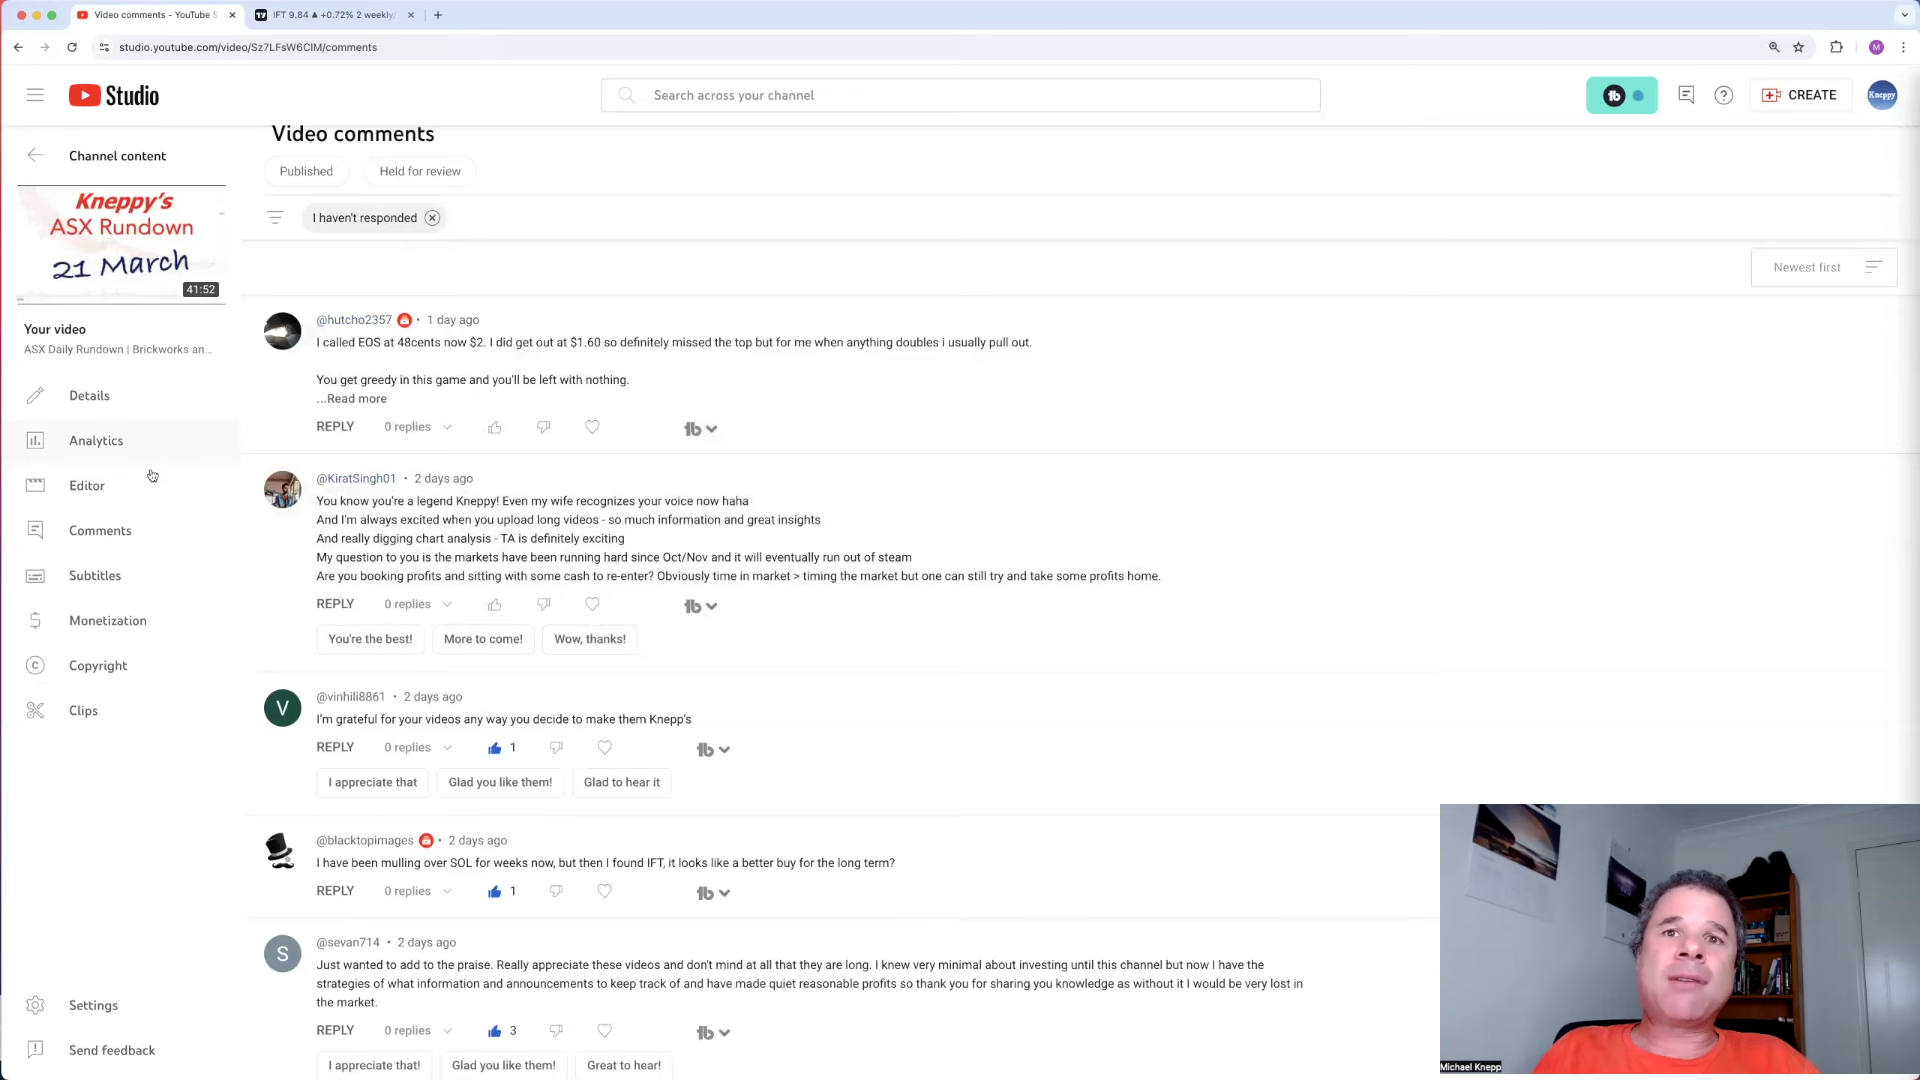 Video comments - YouTube S
IFT 9.84 ▲ +0.72% 2 weekly/
studio.youtube.com/video/Sz7LFsW6ClM/comments
Studio
Search across your channel
CREATE
Kneppy
Channel content
Kneppy's
ASX Rundown
21 March
41:52
Your video
ASX Daily Rundown | Brickworks an...
Details
Analytics
Editor
Comments
Subtitles
Monetization
Copyright
Clips
Settings
Send feedback
Video comments
Published
Held for review
I haven't responded
Newest first
@hutcho2357 • 1 day ago
I called EOS at 48cents now $2. I did get out at $1.60 so definitely missed the top but for me when anything doubles i usually pull out.
You get greedy in this game and you'll be left with nothing.
...Read more
REPLY 0 replies
@KiratSingh01 • 2 days ago
You know you're a legend Kneppy! Even my wife recognizes your voice now haha
And I'm always excited when you upload long videos - so much information and great insights
And really digging chart analysis - TA is definitely exciting
My question to you is the markets have been running hard since Oct/Nov and it will eventually run out of steam
Are you booking profits and sitting with some cash to re-enter? Obviously time in market > timing the market but one can still try and take some profits home.
REPLY 0 replies
You're the best! More to come! Wow, thanks!
V
@vinhili8861 • 2 days ago
I'm grateful for your videos any way you decide to make them Knepp's
REPLY 0 replies 1
I appreciate that Glad you like them! Glad to hear it
@blacktopimages • 2 days ago
I have been mulling over SOL for weeks now, but then I found IFT, it looks like a better buy for the long term?
REPLY 0 replies 1
S
@sevan714 • 2 days ago
Just wanted to add to the praise. Really appreciate these videos and don't mind at all that they are long. I knew very minimal about investing until this channel but now I have the
strategies of what information and announcements to keep track of and have made quiet reasonable profits so thank you for sharing you knowledge as without it I would be very lost in
the market.
REPLY 0 replies 3
I appreciate that! Glad you like them! Great to hear!
Michael Knepp